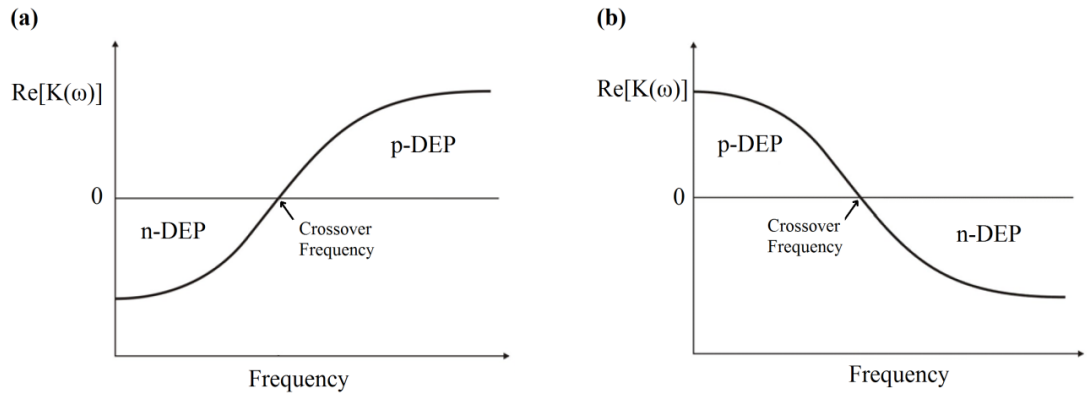 (a)
Re[K(ω)]
p-DEP
0
n-DEP
Crossover
Frequency
Frequency
(b)
Re[K(ω)]
p-DEP
0
Crossover
Frequency
n-DEP
Frequency